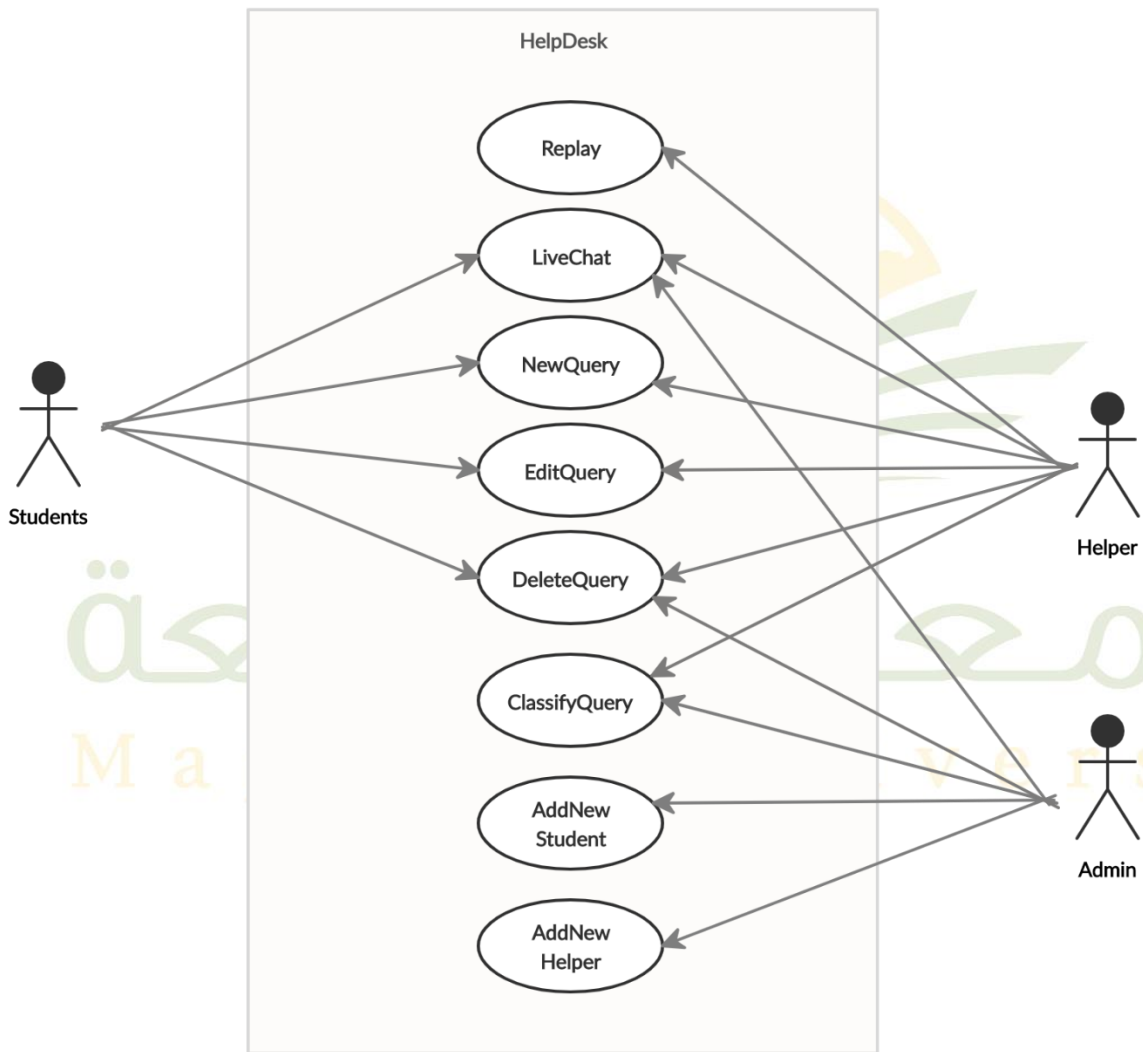 HelpDesk
Replay
LiveChat
NewQuery
EditQuery
Students
Helper
DeleteQuery
ClassifyQuery
AddNew
Student
Admin
AddNew
Helper